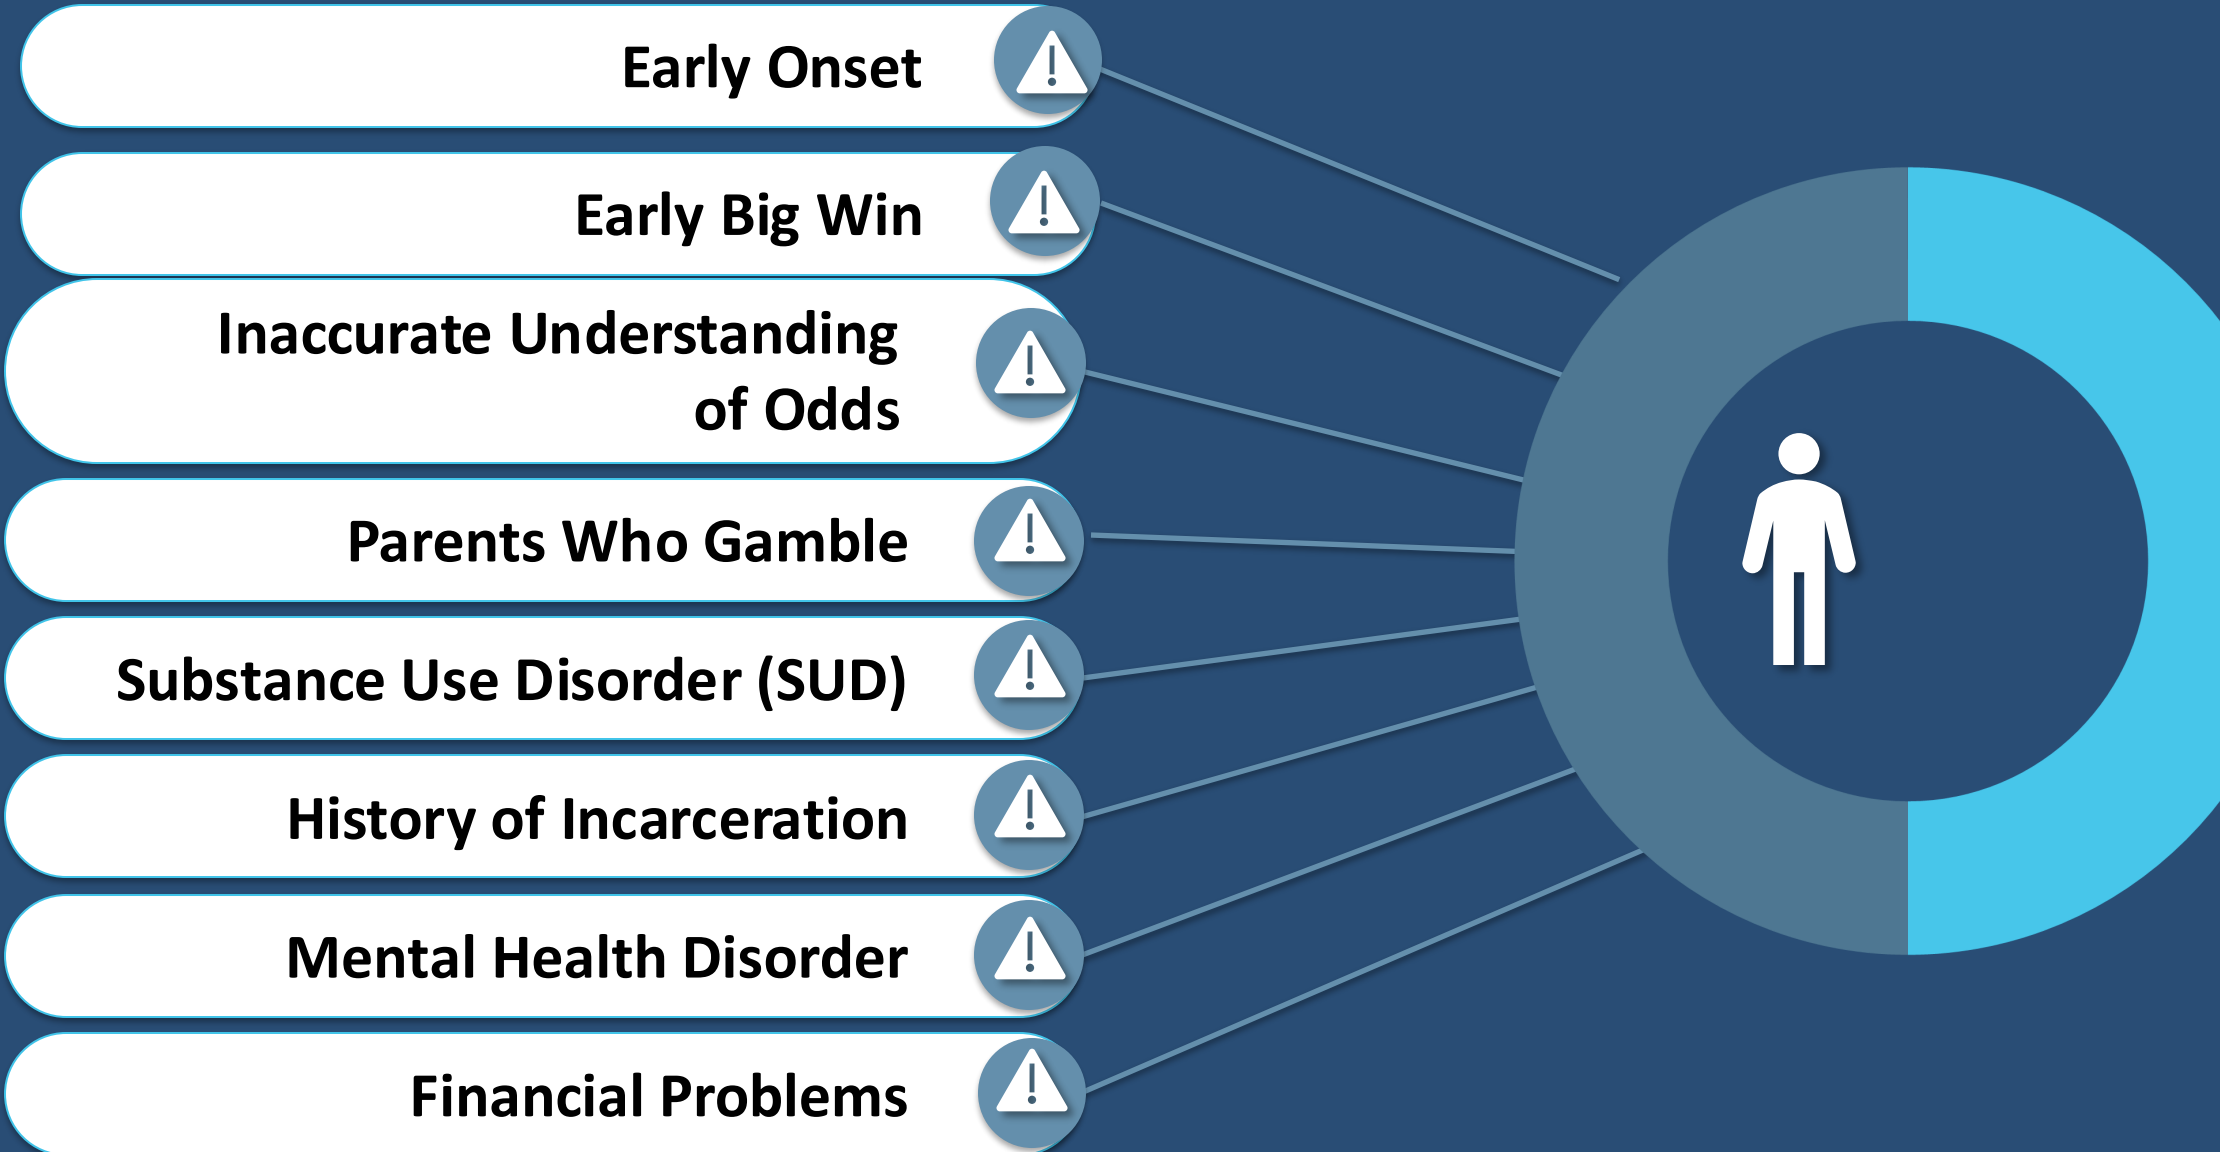 Early Onset
Early Big Win
Inaccurate Understanding
of Odds
Parents Who Gamble
Substance Use Disorder (SUD)
History of Incarceration
Mental Health Disorder
Financial Problems